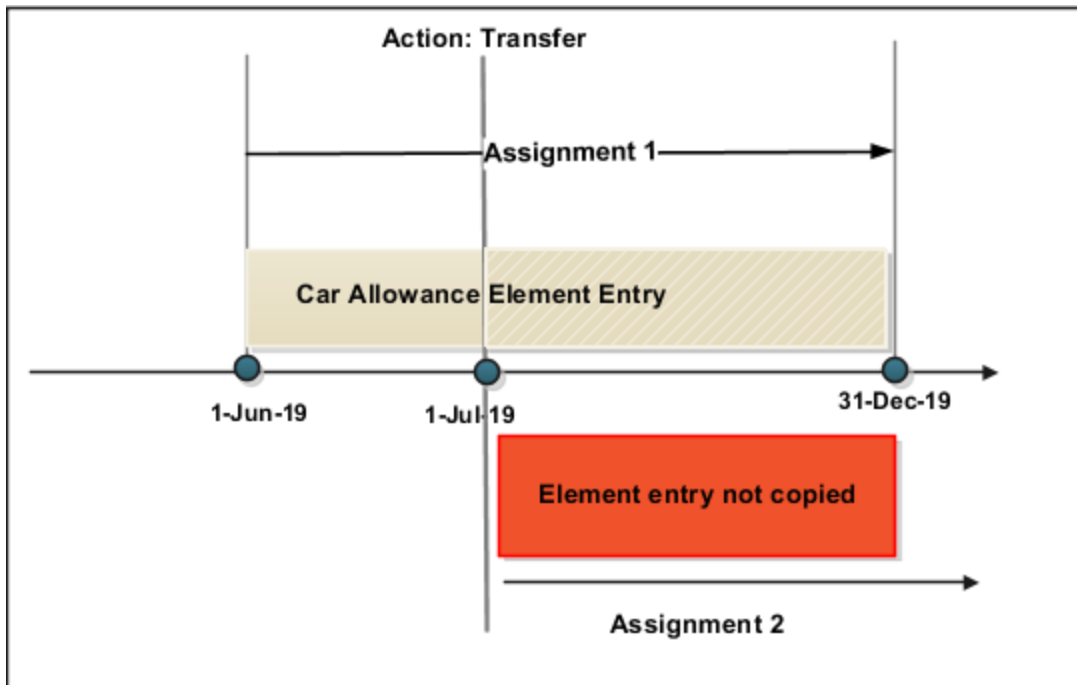 Action: Transfer
Assignment 1
Car Allowance Element Entry
1-Jun-19
1-Jul-19
31-Dec-19
Element entry not copied
Assignment 2